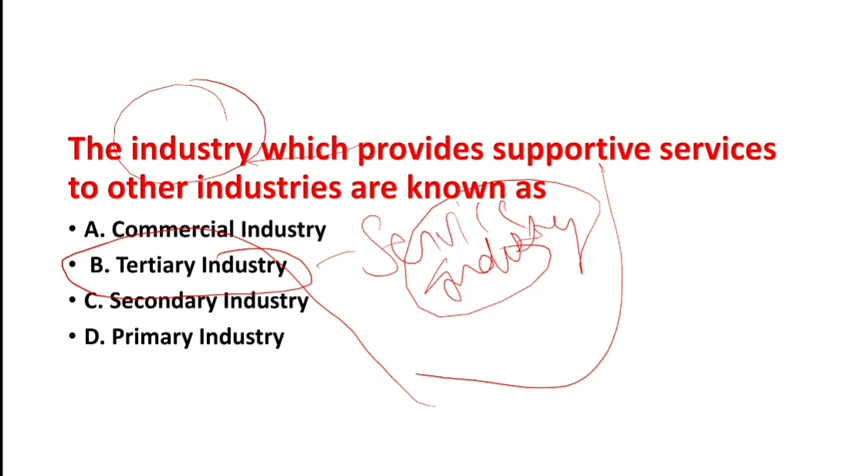 The industry which provides supportive services
to other industries are known as
• A. Commercial Industry
• B. Tertiary Industry
Service
industry
• C. Secondary Industry
• D. Primary Industry